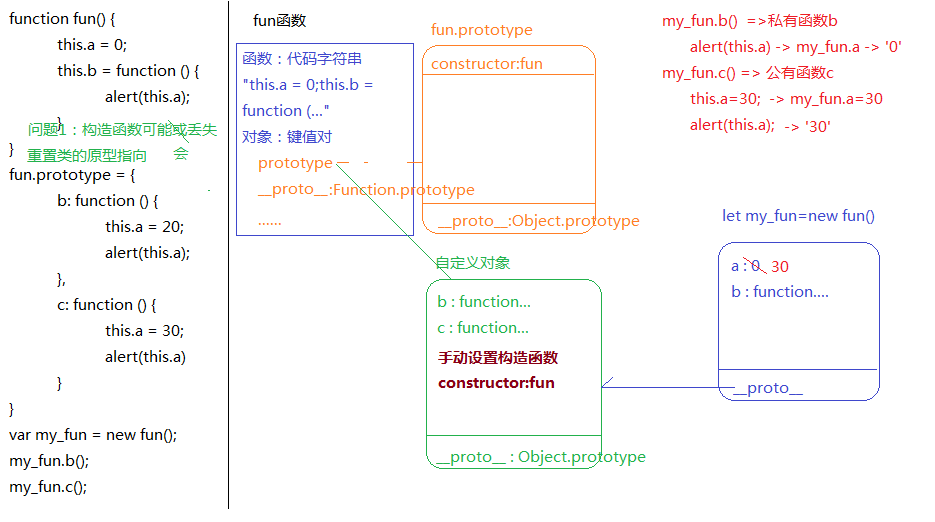 function fun() {
this.a = 0;
this.b = function () {
alert(this.a);
}
问题1：构造函数可能或丢失
重置类的原型指向 会
}
fun.prototype = {
b: function () {
this.a = 20;
alert(this.a);
},
c: function () {
this.a = 30;
alert(this.a)
}
}
var my_fun = new fun();
my_fun.b();
my_fun.c();
fun函数
函数：代码字符串
"this.a = 0;this.b =
function (..."
对象：键值对
prototype
__proto__:Function.prototype
......
fun.prototype
constructor:fun
__proto__:Object.prototype
自定义对象
b : function...
c : function...
手动设置构造函数
constructor:fun
__proto__ : Object.prototype
my_fun.b() =>私有函数b
alert(this.a) -> my_fun.a -> '0'
my_fun.c() => 公有函数c
this.a=30; -> my_fun.a=30
alert(this.a); -> '30'
let my_fun=new fun()
a : 0 30
b : function....
__proto__